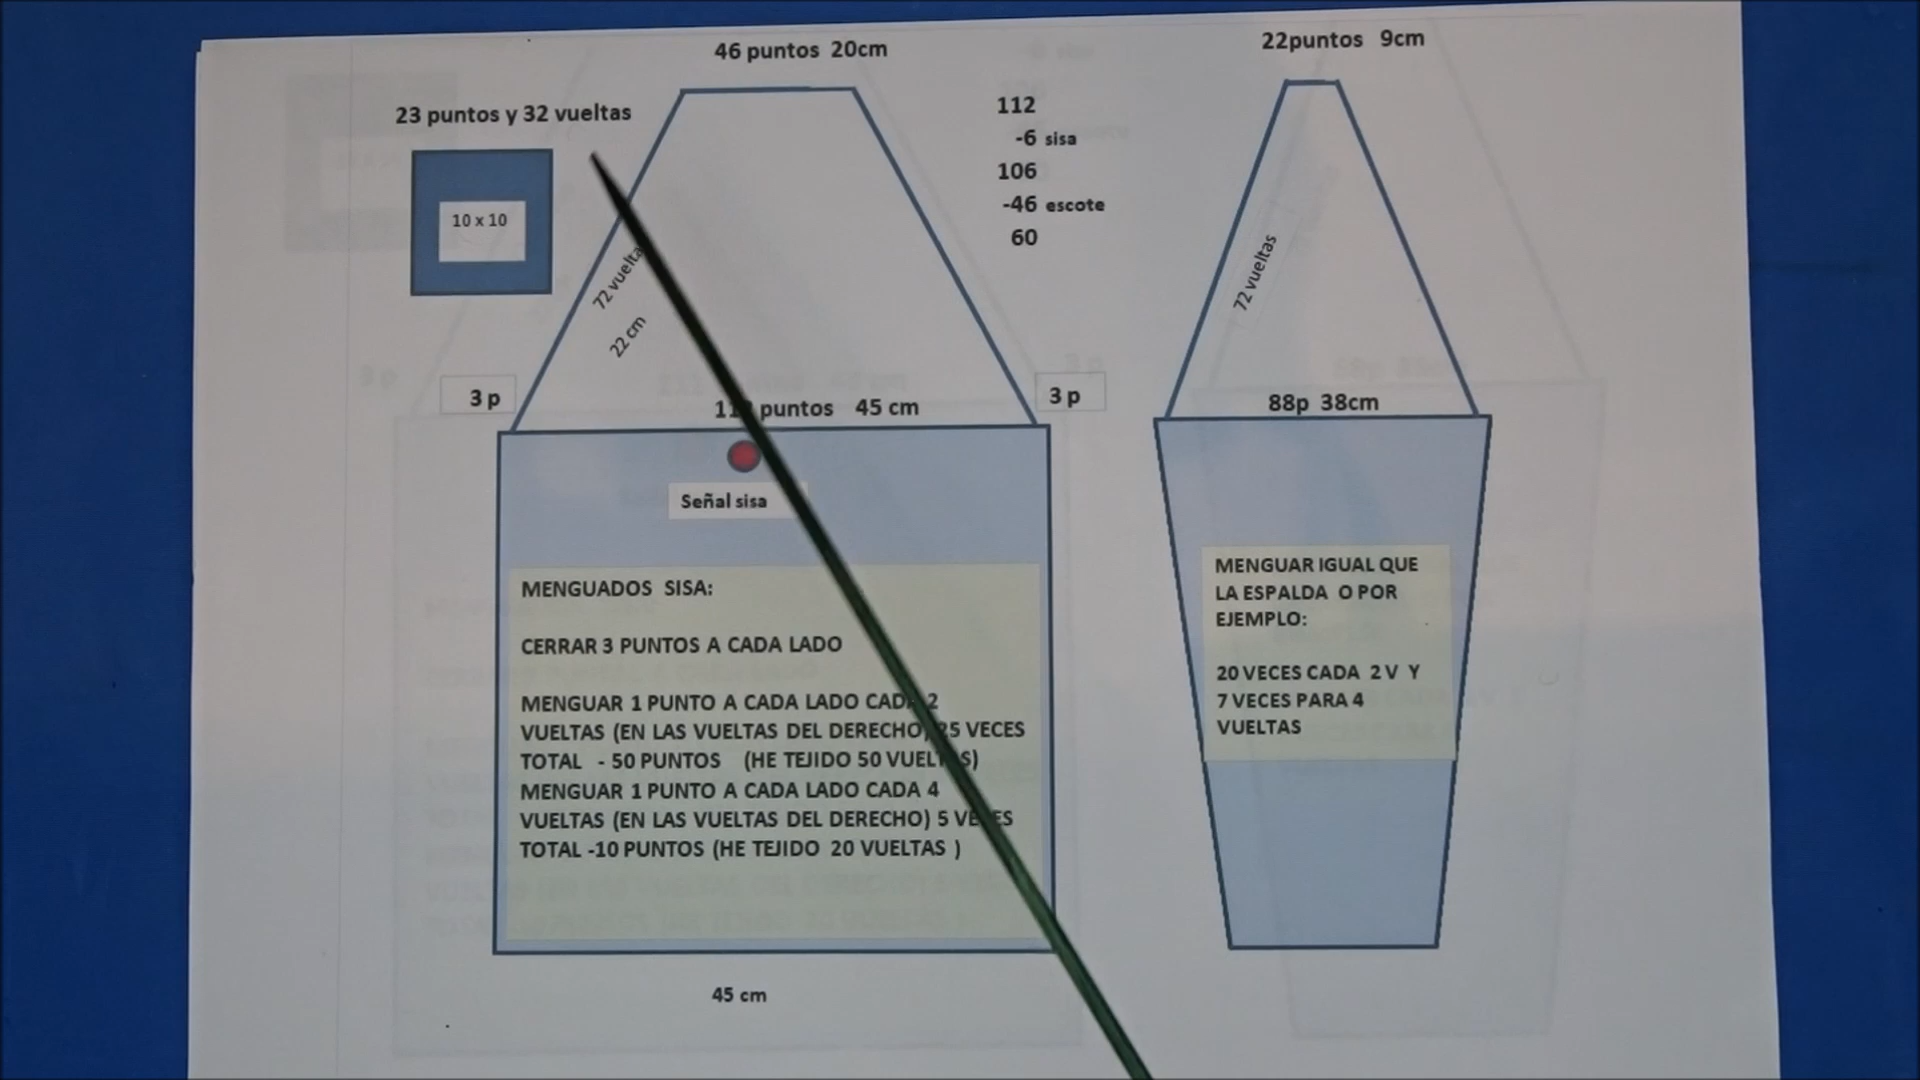 46 puntos 20cm
22puntos 9cm
23 puntos y 32 vueltas
10 x 10
112
-6 sisa
106
-46 escote
60
72
22 cm
72 vueltas
3 p
puntos 45 cm
3 p
88p 38cm
Señal sisa
MENGUADOS SISA:
CERRAR 3 PUNTOS A CADA LADO
MENGUAR 1 PUNTO A CADA LADO CADA 2
VUELTAS (EN LAS VUELTAS DEL DERECHO) 25 VECES
TOTAL - 50 PUNTOS (HE TEJIDO 50 VUELTAS)
MENGUAR 1 PUNTO A CADA LADO CADA 4
VUELTAS (EN LAS VUELTAS DEL DERECHO) 5 VECES
TOTAL -10 PUNTOS (HE TEJIDO 20 VUELTAS )
MENGUAR IGUAL QUE
LA ESPALDA O POR
EJEMPLO:
20 VECES CADA 2 V Y
7 VECES PARA 4
VUELTAS
45 cm